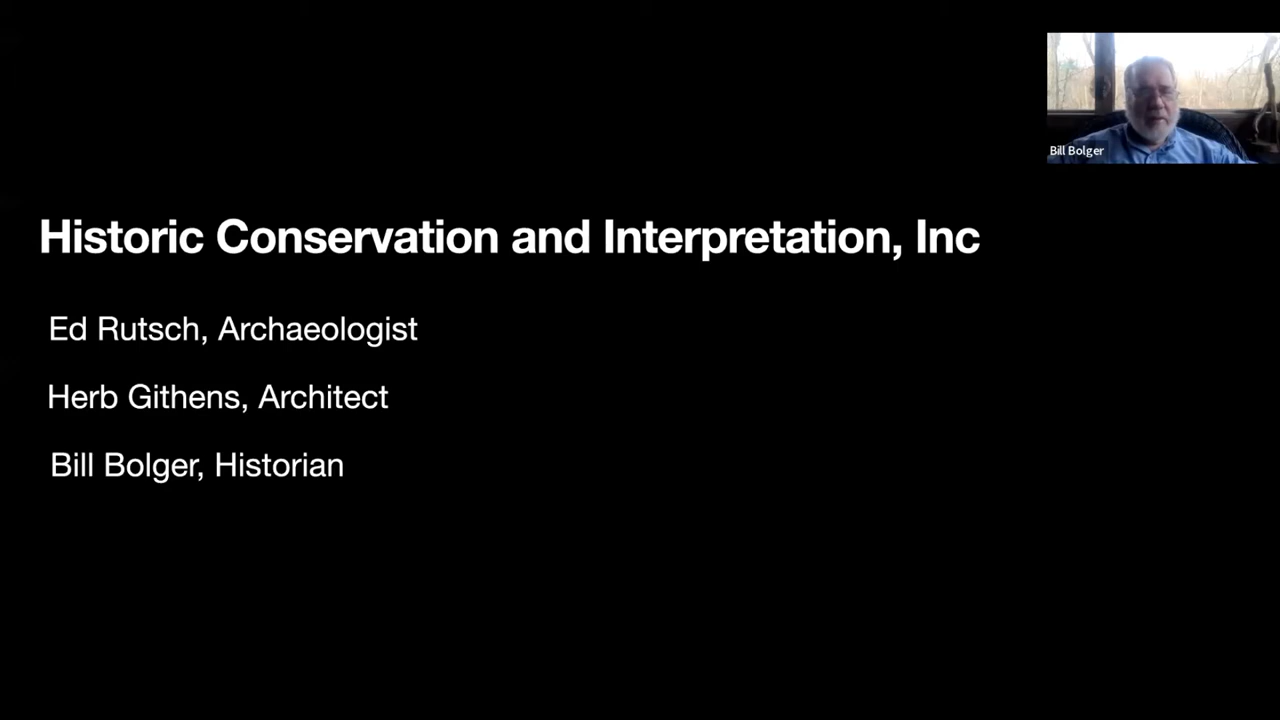 Bill Bolger
Historic Conservation and Interpretation, Inc
Ed Rutsch, Archaeologist
Herb Githens, Architect
Bill Bolger, Historian